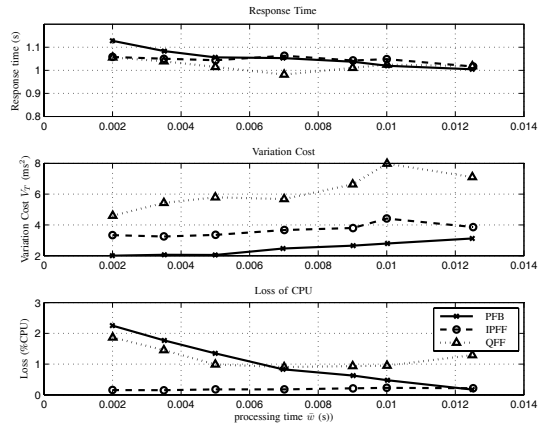 Response Time
Response time (s)
1.1
1
0.9
0.8
0 0.002 0.004 0.006 0.008 0.01 0.012 0.014
Variation Cost
Variation Cost V_T (ms²)
8
6
4
2
0 0.002 0.004 0.006 0.008 0.01 0.012 0.014
Loss of CPU
Loss (%CPU)
3
2
1
0
PFB
IPFF
QFF
0 0.002 0.004 0.006 0.008 0.01 0.012 0.014
processing time w̄ (s))